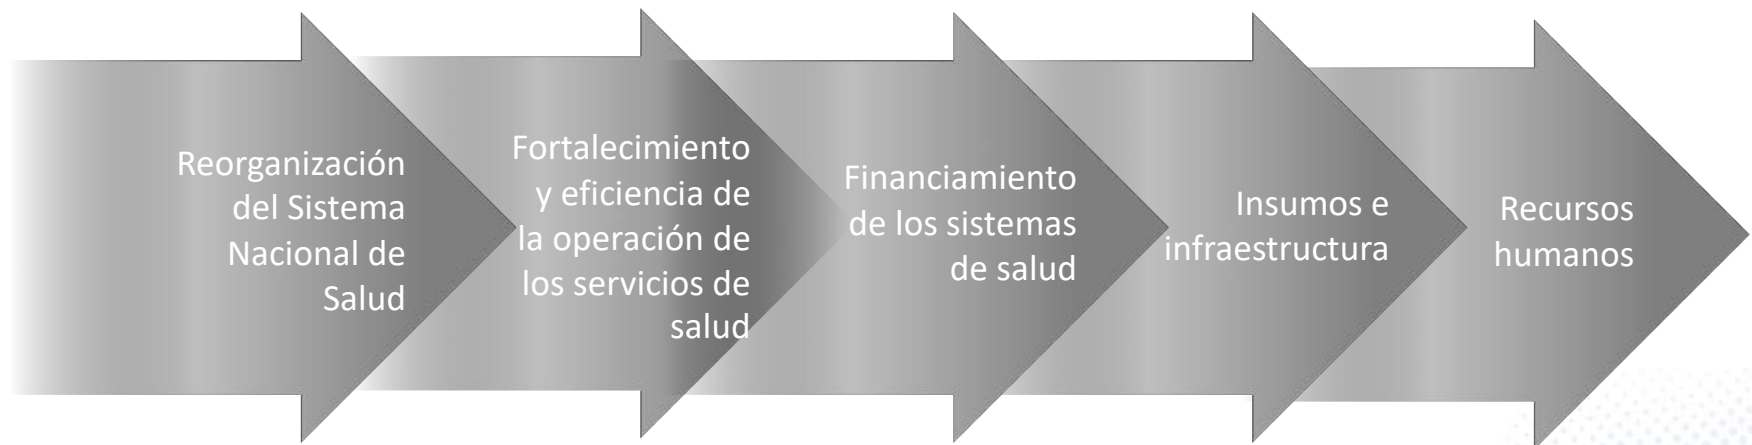 Reorganización
del Sistema
Nacional de
Salud
Fortalecimiento
y eficiencia de
la operación de
los servicios de
salud
Financiamiento
de los sistemas
de salud
Insumos e
infraestructura
Recursos
humanos